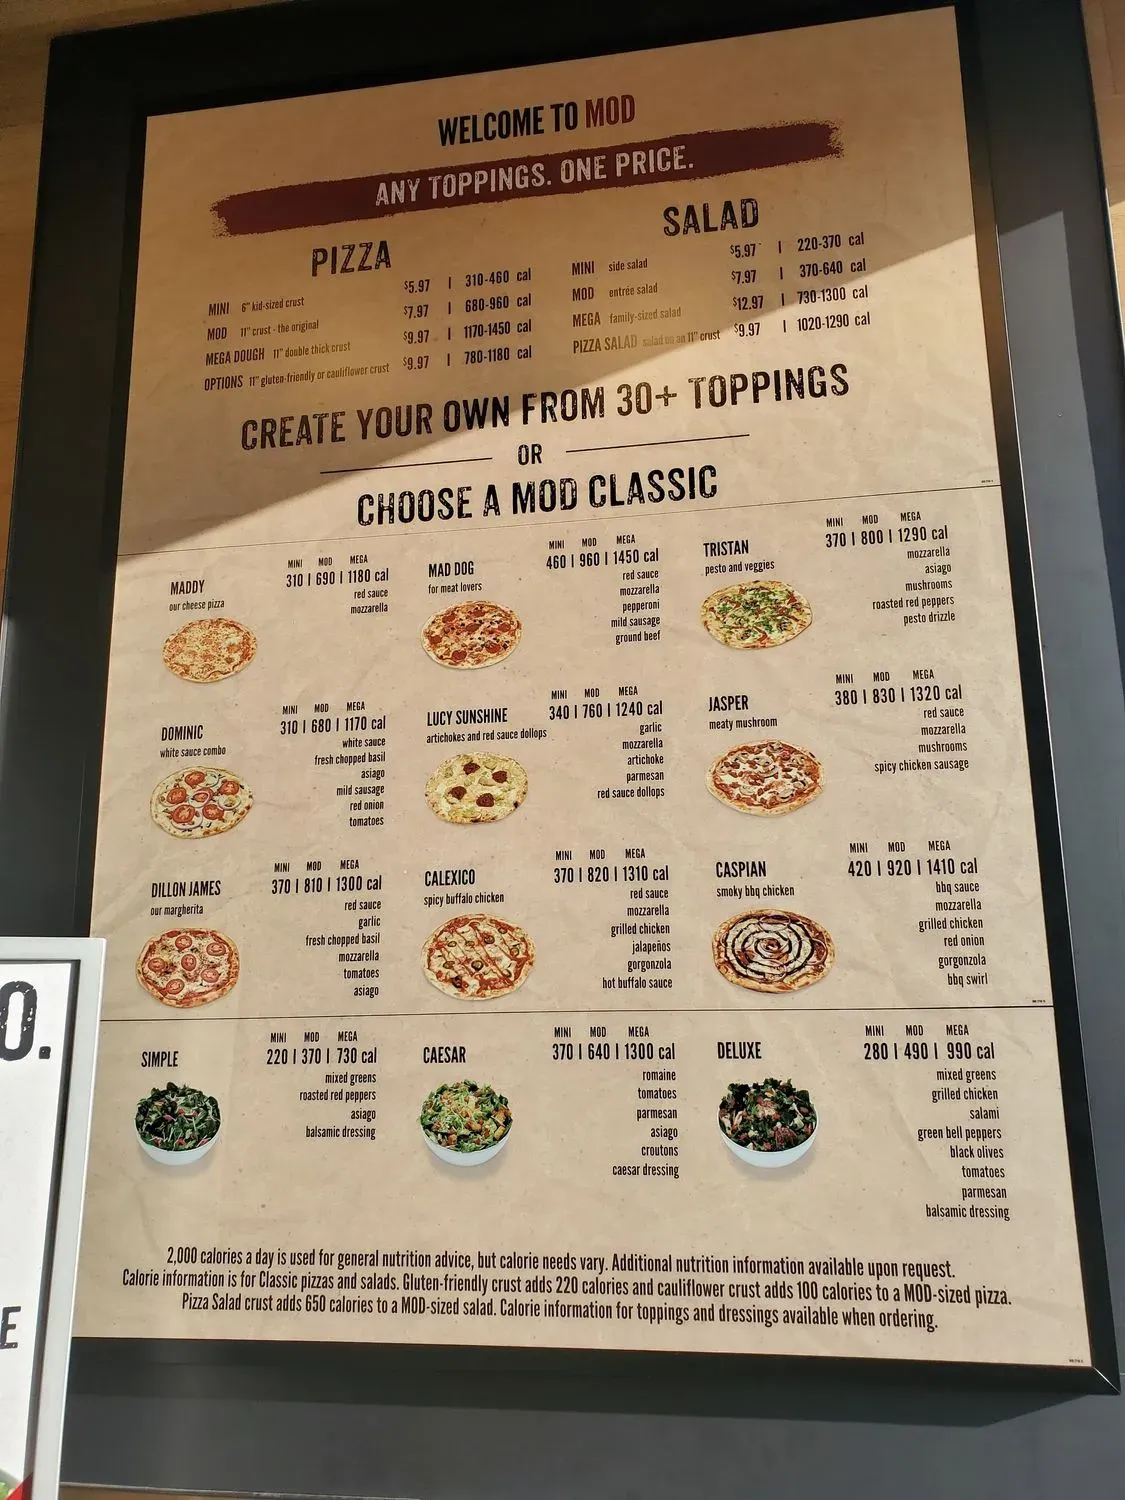 WELCOME TO MOD
ANY TOPPINGS. ONE PRICE.
PIZZA
MINI 6" kid-sized crust $5.97 | 310-460 cal
MOD 11" crust - the original $7.97 | 680-960 cal
MEGA DOUGH 11" double thick crust $9.97 | 1170-1450 cal
OPTIONS 11" gluten-friendly or cauliflower crust $9.97 | 780-1180 cal
SALAD
MINI side salad $5.97 | 220-370 cal
MOD entrée salad $7.97 | 370-640 cal
MEGA family-sized salad $12.97 | 730-1300 cal
PIZZA SALAD salad on an 11" crust $9.97 | 1020-1290 cal
CREATE YOUR OWN FROM 30+ TOPPINGS
OR
CHOOSE A MOD CLASSIC
MADDY
our cheese pizza
MINI MOD MEGA
310 | 690 | 1180 cal
red sauce
mozzarella
MAD DOG
for meat lovers
MINI MOD MEGA
460 | 960 | 1450 cal
red sauce
mozzarella
pepperoni
mild sausage
ground beef
TRISTAN
pesto and veggies
MINI MOD MEGA
370 | 800 | 1290 cal
mozzarella
asiago
mushrooms
roasted red peppers
pesto drizzle
DOMINIC
white sauce combo
MINI MOD MEGA
310 | 680 | 1170 cal
white sauce
fresh chopped basil
asiago
mild sausage
red onion
tomatoes
LUCY SUNSHINE
artichokes and red sauce dollops
MINI MOD MEGA
340 | 760 | 1240 cal
garlic
mozzarella
artichoke
parmesan
red sauce dollops
JASPER
meaty mushroom
MINI MOD MEGA
380 | 830 | 1320 cal
red sauce
mozzarella
mushrooms
spicy chicken sausage
DILLON JAMES
our margherita
MINI MOD MEGA
370 | 810 | 1300 cal
red sauce
garlic
fresh chopped basil
mozzarella
tomatoes
asiago
CALEXICO
spicy buffalo chicken
MINI MOD MEGA
370 | 820 | 1310 cal
red sauce
mozzarella
grilled chicken
jalapeños
gorgonzola
hot buffalo sauce
CASPIAN
smoky bbq chicken
MINI MOD MEGA
420 | 920 | 1410 cal
bbq sauce
mozzarella
grilled chicken
red onion
gorgonzola
bbq swirl
SIMPLE
MINI MOD MEGA
220 | 370 | 730 cal
mixed greens
roasted red peppers
asiago
balsamic dressing
CAESAR
MINI MOD MEGA
370 | 640 | 1300 cal
romaine
tomatoes
parmesan
asiago
croutons
caesar dressing
DELUXE
MINI MOD MEGA
280 | 490 | 990 cal
mixed greens
grilled chicken
salami
green bell peppers
black olives
tomatoes
parmesan
balsamic dressing
2,000 calories a day is used for general nutrition advice, but calorie needs vary. Additional nutrition information available upon request.
Calorie information is for Classic pizzas and salads. Gluten-friendly crust adds 220 calories and cauliflower crust adds 100 calories to a MOD-sized pizza.
Pizza Salad crust adds 650 calories to a MOD-sized salad. Calorie information for toppings and dressings available when ordering.
O.
E